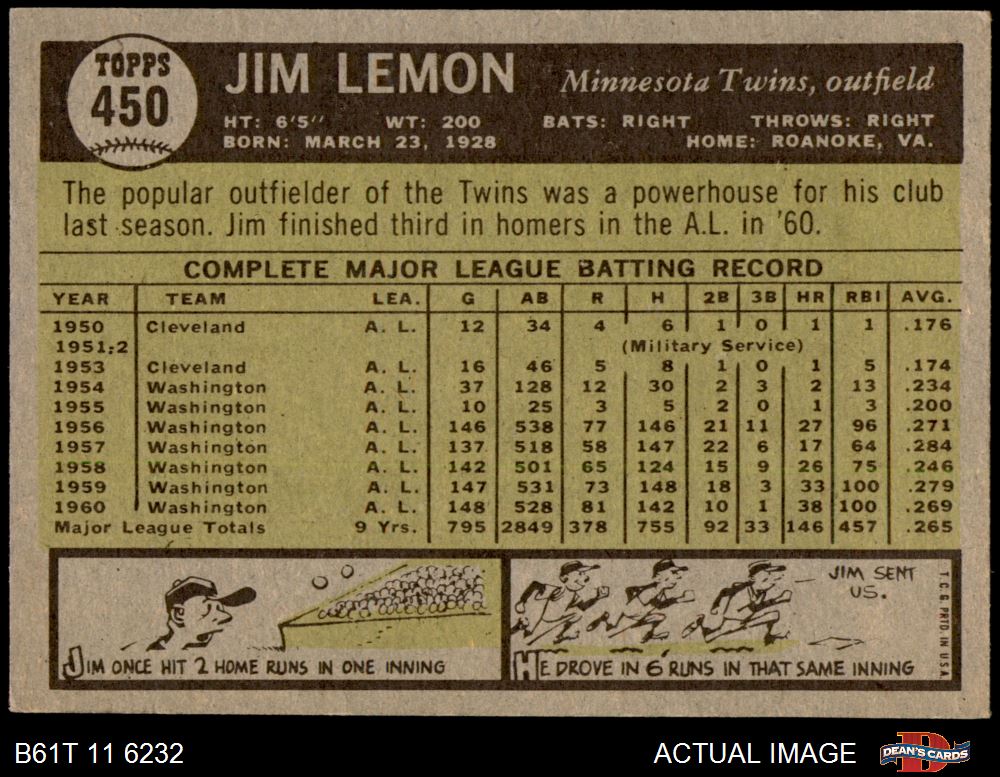 TOPPS
450
JIM LEMON Minnesota Twins, outfield
HT: 6'5" WT: 200 BATS: RIGHT THROWS: RIGHT
BORN: MARCH 23, 1928 HOME: ROANOKE, VA.
The popular outfielder of the Twins was a powerhouse for his club
last season. Jim finished third in homers in the A.L. in '60.
COMPLETE MAJOR LEAGUE BATTING RECORD
YEAR TEAM LEA. G AB R H 2B 3B HR RBI AVG.
1950 Cleveland A. L. 12 34 4 6 1 0 1 1 .176
1951;2 (Military Service)
1953 Cleveland A. L. 16 46 5 8 1 0 1 5 .174
1954 Washington A. L. 37 128 12 30 2 3 2 13 .234
1955 Washington A. L. 10 25 3 5 2 0 1 3 .200
1956 Washington A. L. 146 538 77 146 21 11 27 96 .271
1957 Washington A. L. 137 518 58 147 22 6 17 64 .284
1958 Washington A. L. 142 501 65 124 15 9 26 75 .246
1959 Washington A. L. 147 531 73 148 18 3 33 100 .279
1960 Washington A. L. 148 528 81 142 10 1 38 100 .269
Major League Totals 9 Yrs. 795 2849 378 755 92 33 146 457 .265
JIM SENT
US.
JIM ONCE HIT 2 HOME RUNS IN ONE INNING
HE DROVE IN 6 RUNS IN THAT SAME INNING
T.C.G. PRTD. IN U.S.A.
B61T 11 6232 ACTUAL IMAGE
DEAN'S CARDS